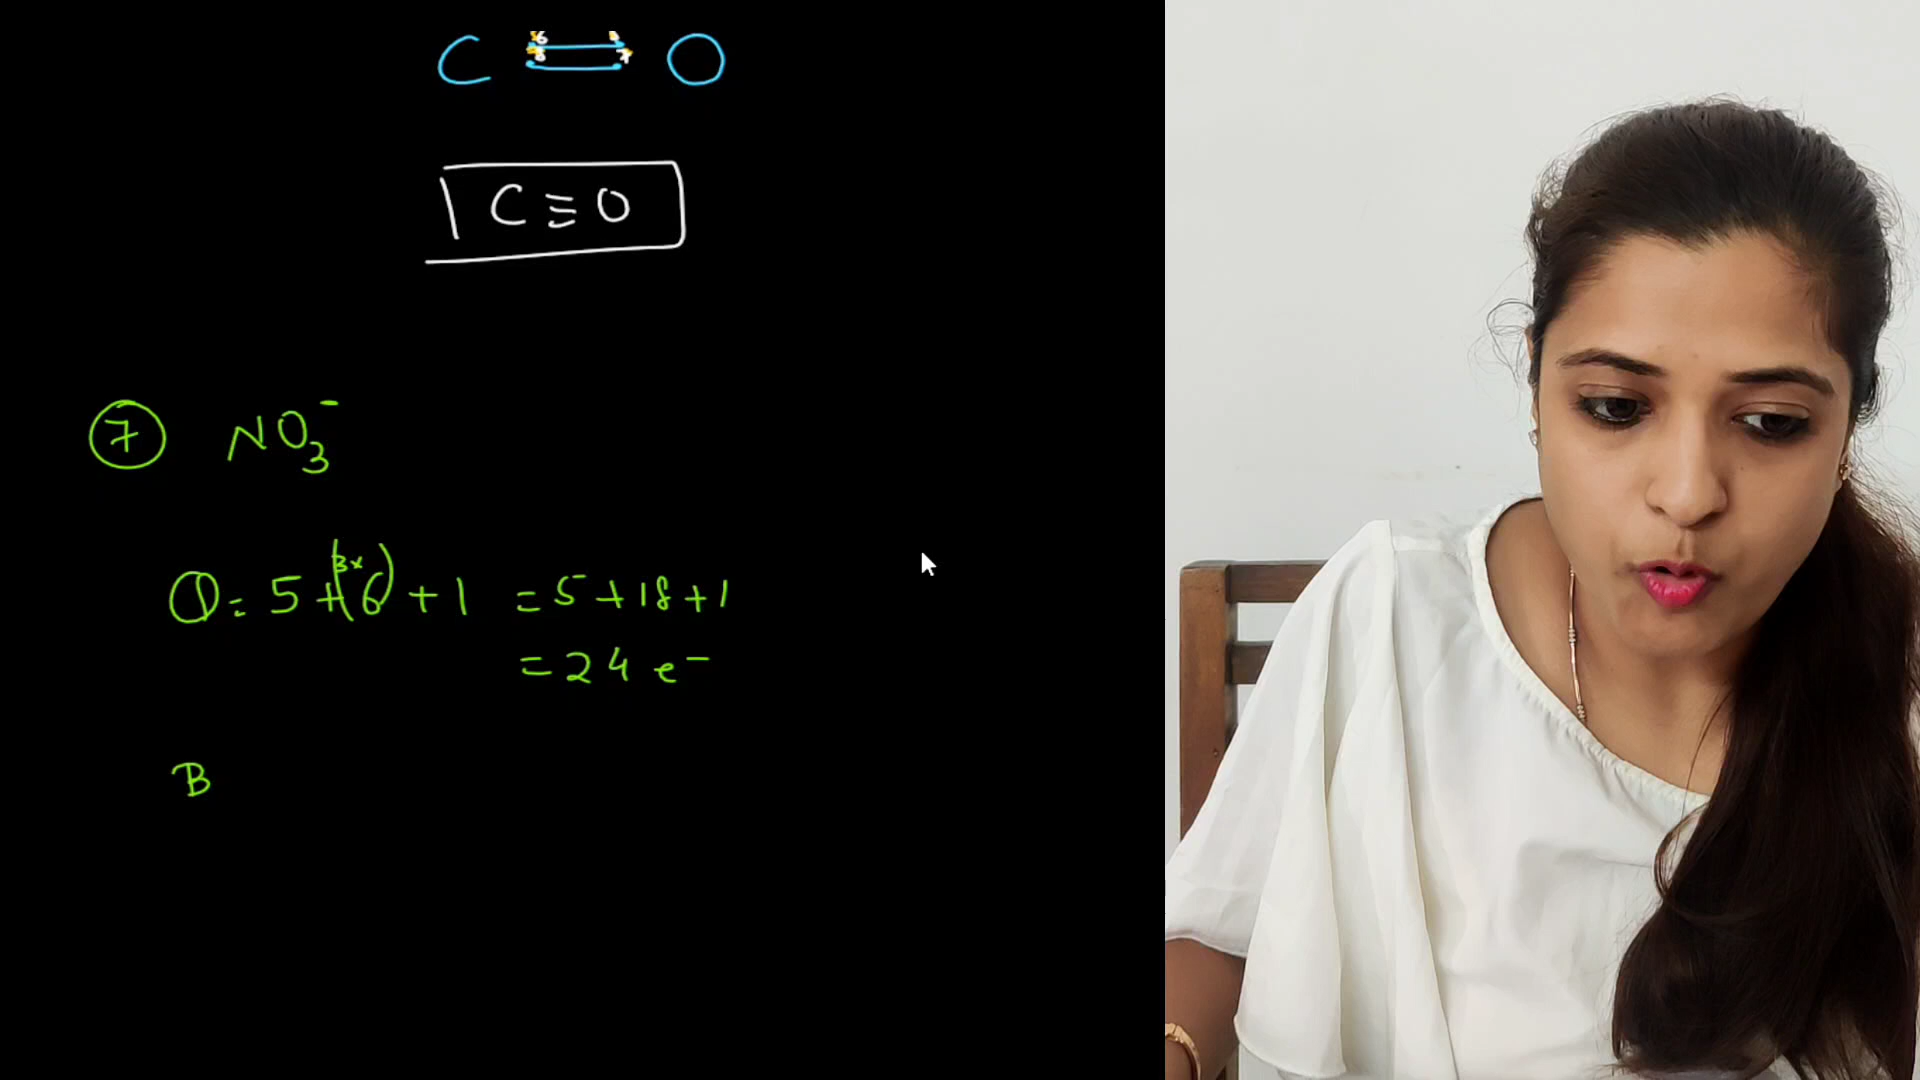 C O
C ≡ O
7 NO₃⁻
1 = 5 + (3×6) + 1 = 5 + 18 + 1
= 24 e⁻
B